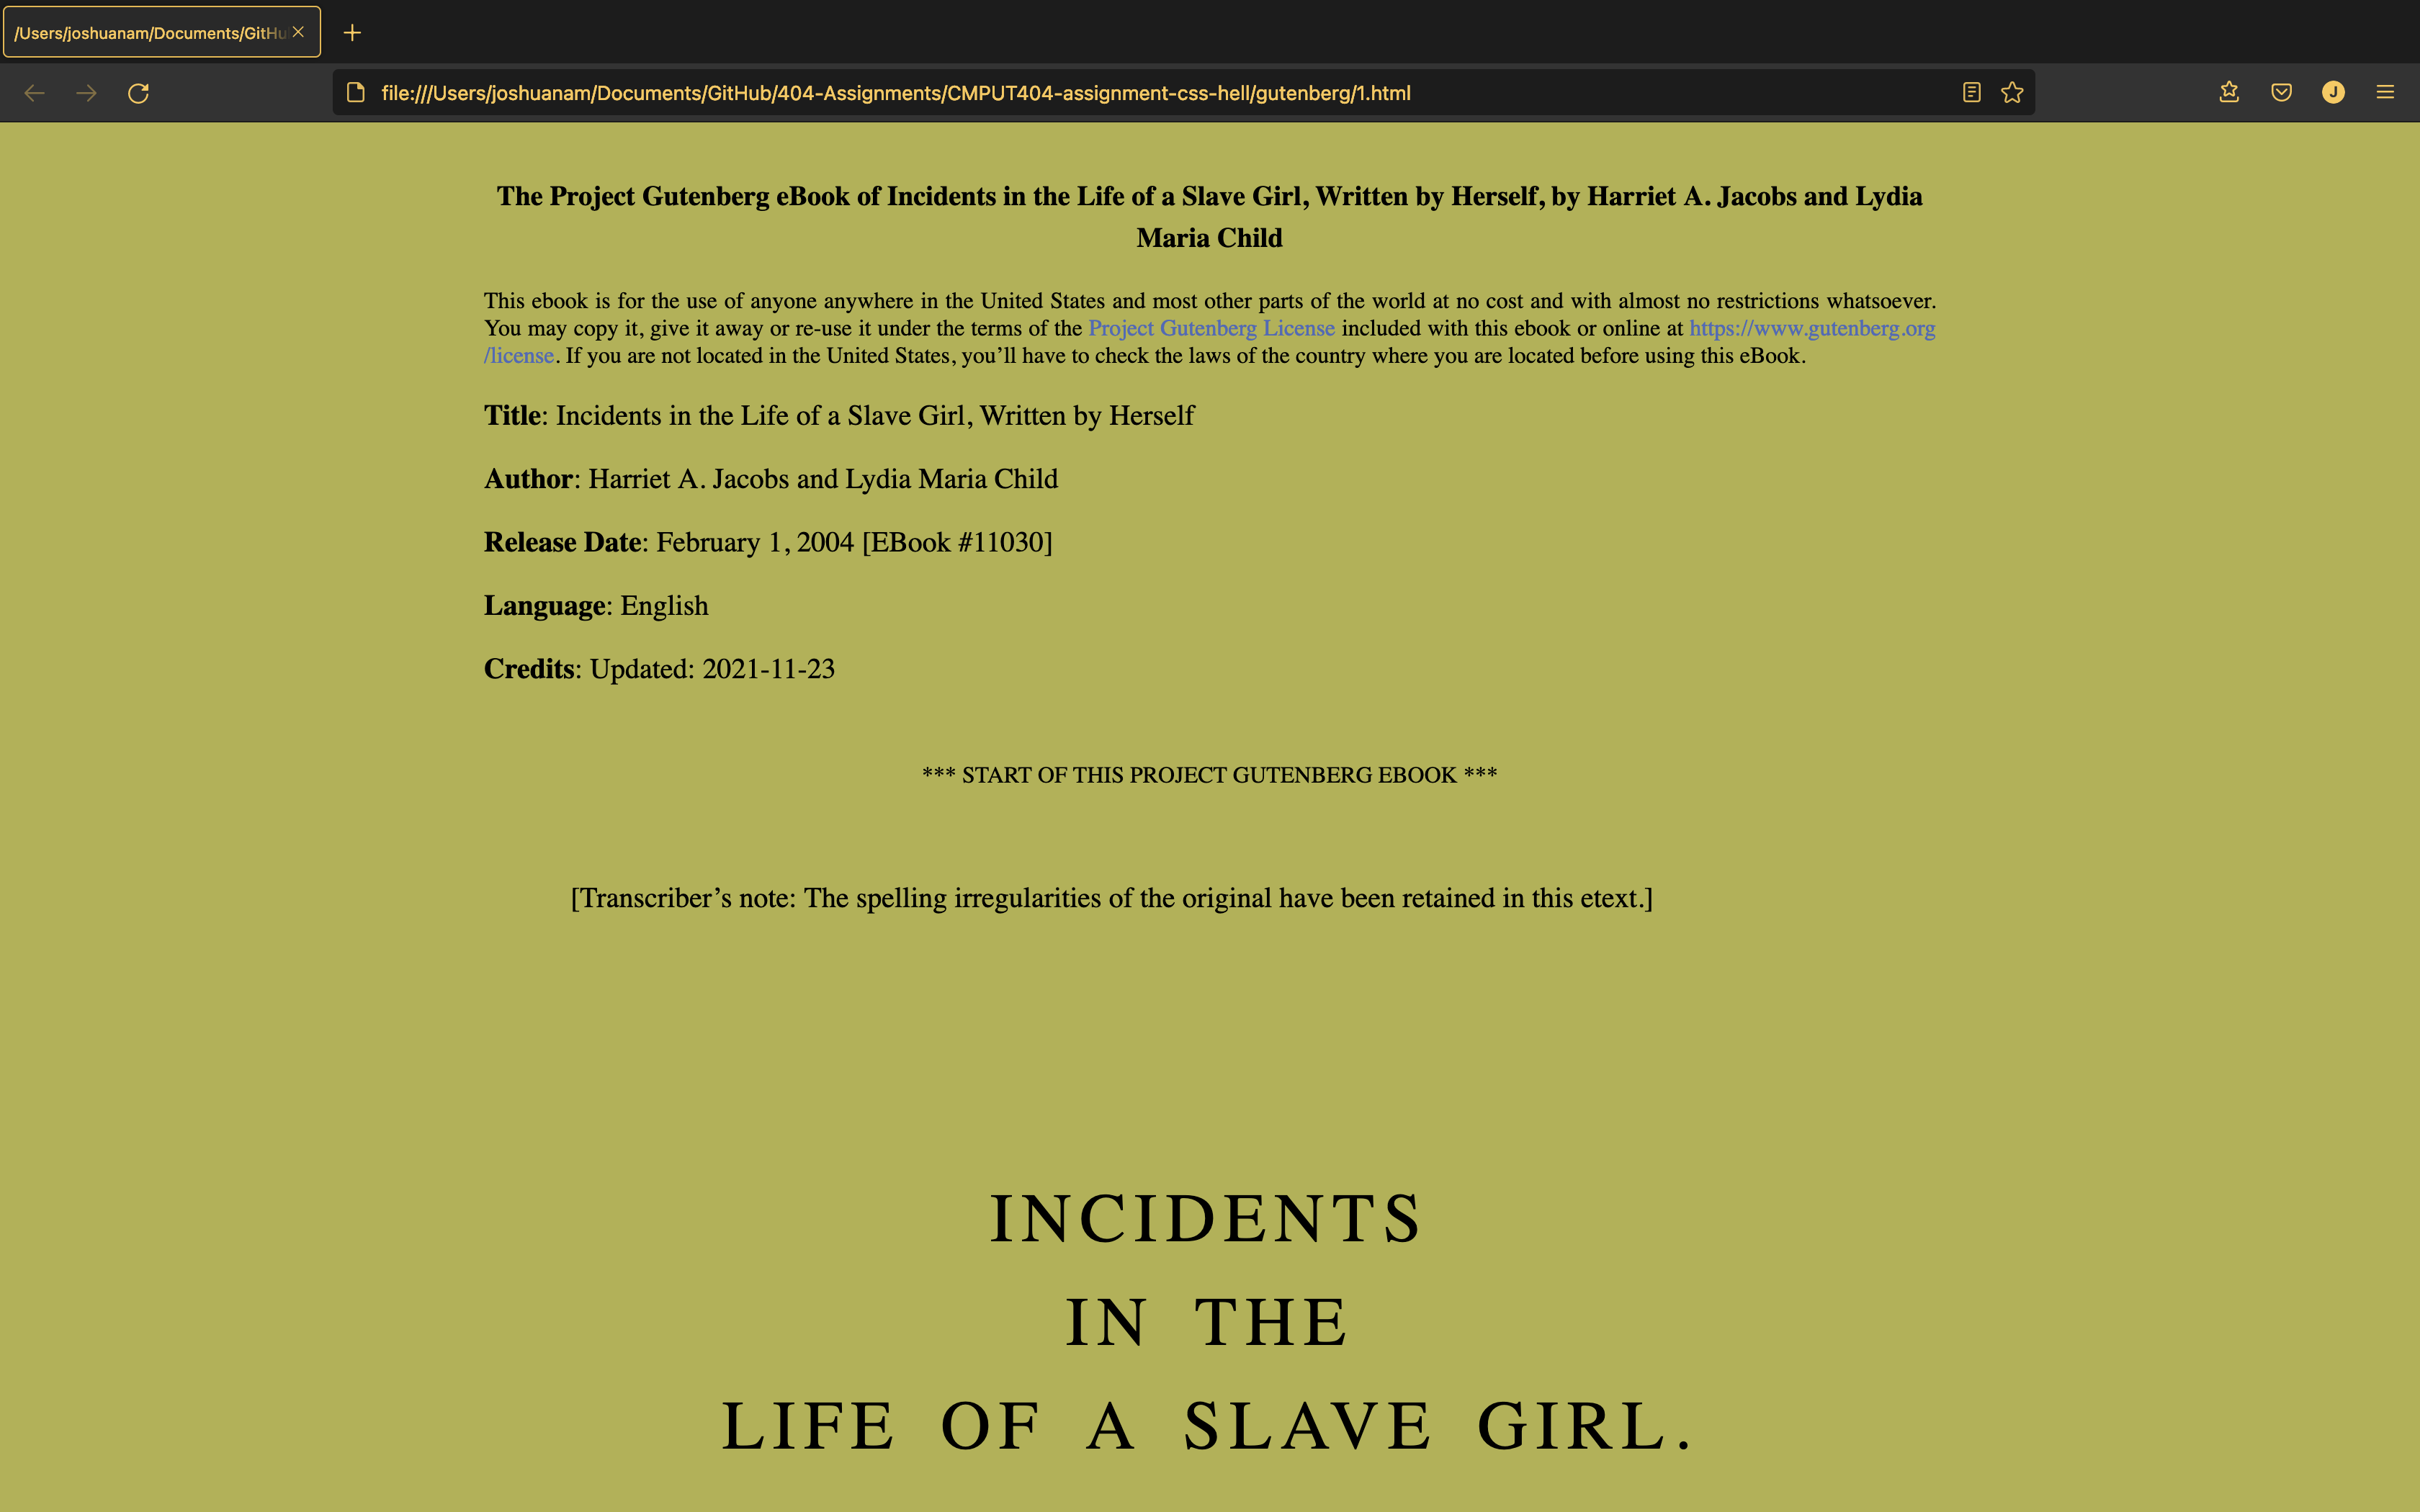 /Users/joshuanam/Documents/GitHu
file:///Users/joshuanam/Documents/GitHub/404-Assignments/CMPUT404-assignment-css-hell/gutenberg/1.html
J
The Project Gutenberg eBook of Incidents in the Life of a Slave Girl, Written by Herself, by Harriet A. Jacobs and Lydia
Maria Child
This ebook is for the use of anyone anywhere in the United States and most other parts of the world at no cost and with almost no restrictions whatsoever.
You may copy it, give it away or re-use it under the terms of the Project Gutenberg License included with this ebook or online at https://www.gutenberg.org
/license. If you are not located in the United States, you’ll have to check the laws of the country where you are located before using this eBook.
Title: Incidents in the Life of a Slave Girl, Written by Herself
Author: Harriet A. Jacobs and Lydia Maria Child
Release Date: February 1, 2004 [EBook #11030]
Language: English
Credits: Updated: 2021-11-23
*** START OF THIS PROJECT GUTENBERG EBOOK ***
[Transcriber’s note: The spelling irregularities of the original have been retained in this etext.]
INCIDENTS
IN THE
LIFE OF A SLAVE GIRL.